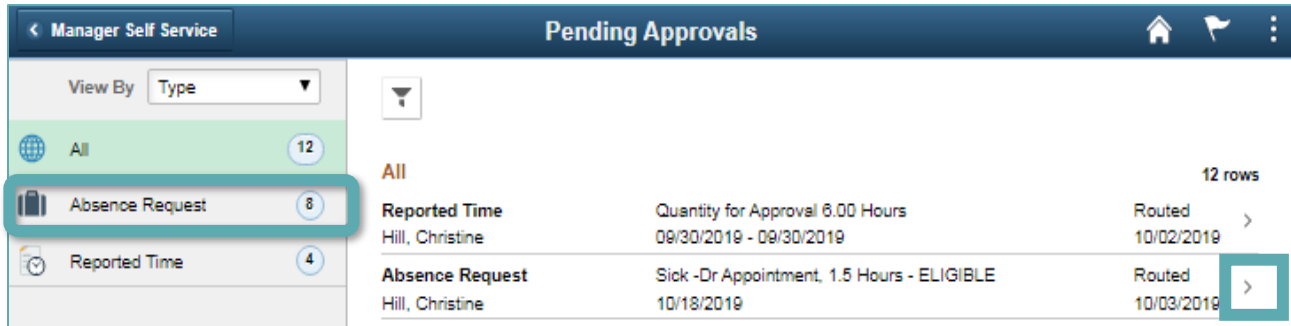 Manager Self Service
Pending Approvals
View By Type
All 12
Absence Request 8
Reported Time 4
All 12 rows
Reported Time Quantity for Approval 6.00 Hours Routed
Hill, Christine 09/30/2019 - 09/30/2019 10/02/2019
Absence Request Sick -Dr Appointment, 1.5 Hours - ELIGIBLE Routed
Hill, Christine 10/18/2019 10/03/2019